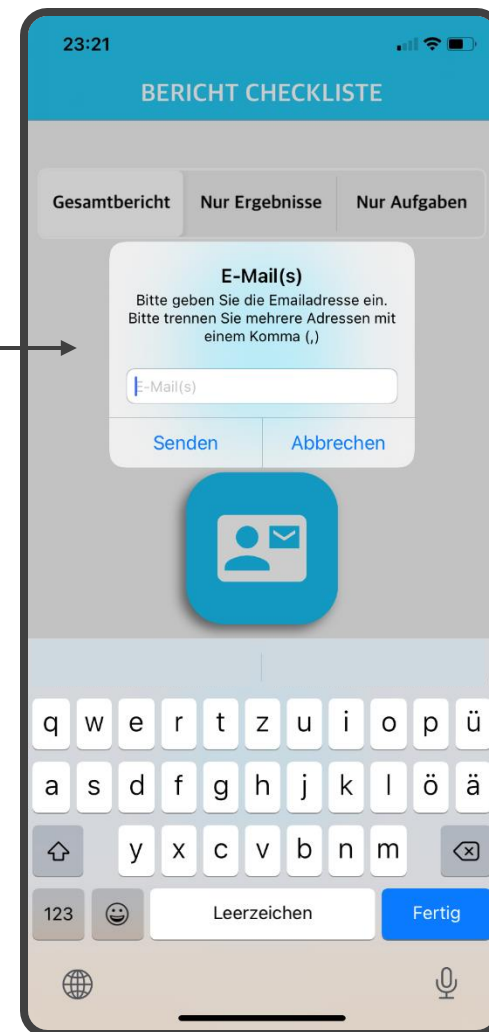 23:21
BERICHT CHECKLISTE
Gesamtbericht Nur Ergebnisse Nur Aufgaben
E-Mail(s)
Bitte geben Sie die Emailadresse ein.
Bitte trennen Sie mehrere Adressen mit
einem Komma (,)
E-Mail(s)
Senden Abbrechen
q w e r t z u i o p ü
a s d f g h j k l ö ä
y x c v b n m
123 Leerzeichen Fertig